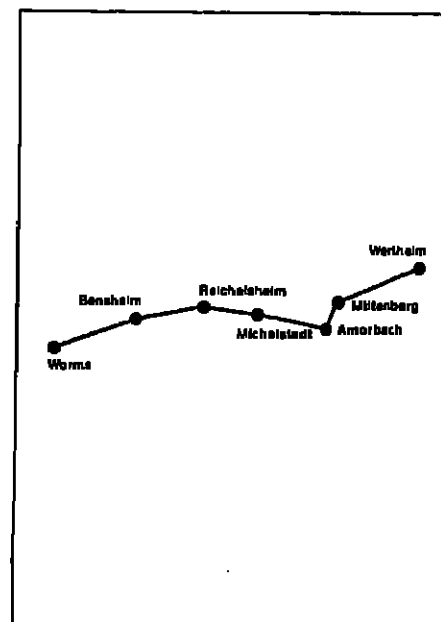 Wertheim
Bensheim
Reichelsheim
Miltenberg
Michelstadt
Amorbach
Worms